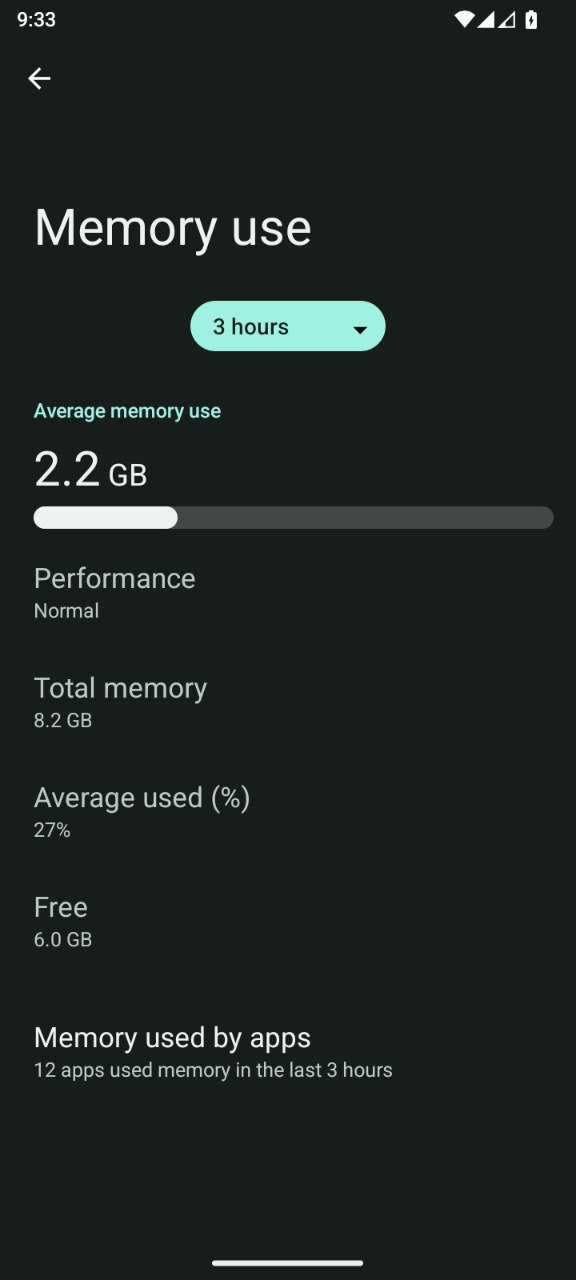 9:33
Memory use
3 hours
Average memory use
2.2 GB
Performance
Normal
Total memory
8.2 GB
Average used (%)
27%
Free
6.0 GB
Memory used by apps
12 apps used memory in the last 3 hours